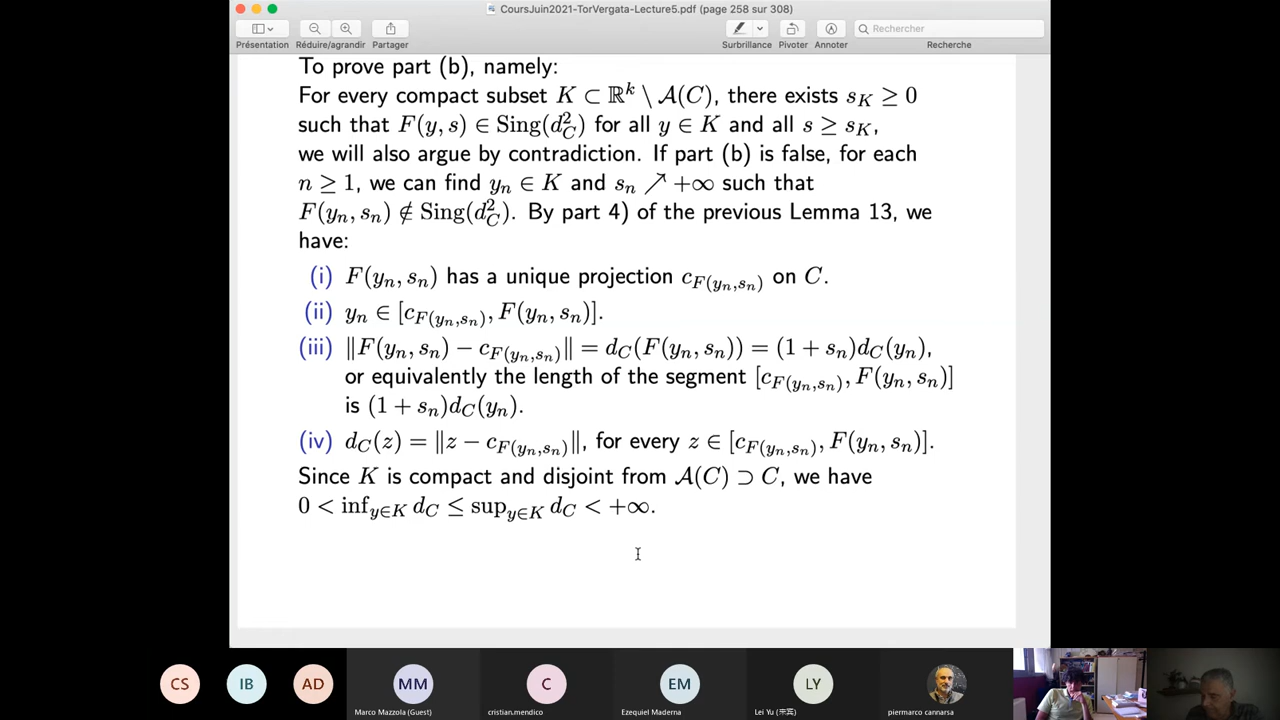 CoursJuin2021-TorVergata-Lecture5.pdf (page 258 sur 308)
Présentation Réduire/agrandir Partager Surbrillance Pivoter Annoter Rechercher Recherche
To prove part (b), namely:
For every compact subset K ⊂ ℝ^k \ 𝒜(C), there exists s_K ≥ 0
such that F(y, s) ∈ Sing(d_C^2) for all y ∈ K and all s ≥ s_K,
we will also argue by contradiction. If part (b) is false, for each
n ≥ 1, we can find y_n ∈ K and s_n ↗ +∞ such that
F(y_n, s_n) ∉ Sing(d_C^2). By part 4) of the previous Lemma 13, we
have:
(i) F(y_n, s_n) has a unique projection c_{F(y_n,s_n)} on C.
(ii) y_n ∈ [c_{F(y_n,s_n)}, F(y_n, s_n)].
(iii) ‖F(y_n, s_n) − c_{F(y_n,s_n)}‖ = d_C(F(y_n, s_n)) = (1 + s_n)d_C(y_n),
or equivalently the length of the segment [c_{F(y_n,s_n)}, F(y_n, s_n)]
is (1 + s_n)d_C(y_n).
(iv) d_C(z) = ‖z − c_{F(y_n,s_n)}‖, for every z ∈ [c_{F(y_n,s_n)}, F(y_n, s_n)].
Since K is compact and disjoint from 𝒜(C) ⊃ C, we have
0 < inf_{y∈K} d_C ≤ sup_{y∈K} d_C < +∞.
CS IB AD MM C EM LY
Marco Mazzola (Guest) cristian.mendico Ezequiel Maderna Lei Yu (宋寅) piermarco cannarsa